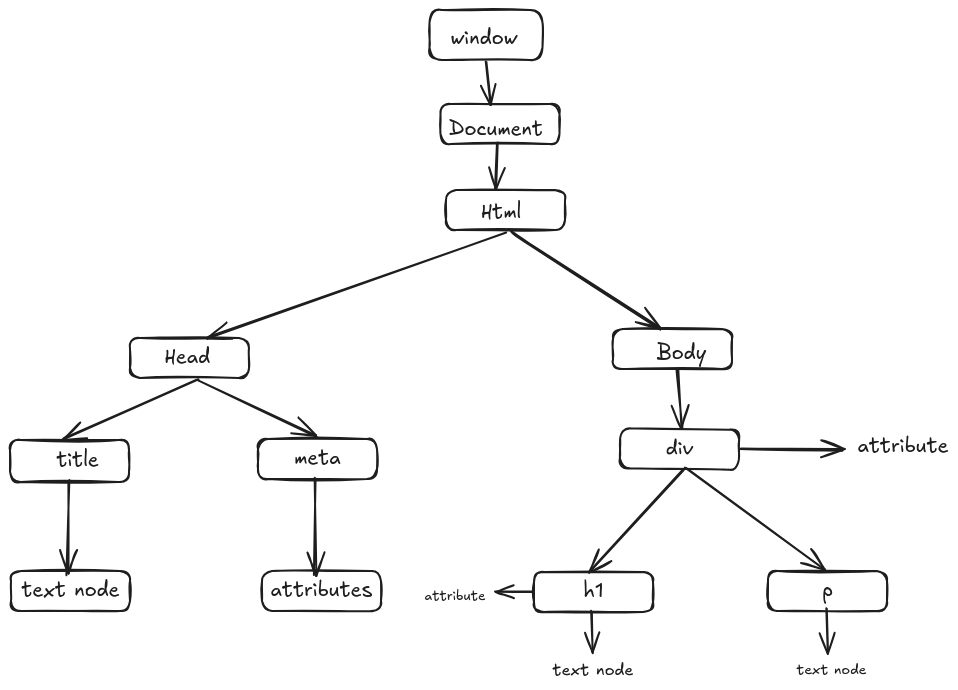 window
Document
Html
Head
Body
title
meta
div
attribute
text node
attributes
attribute
h1
p
text node
text node